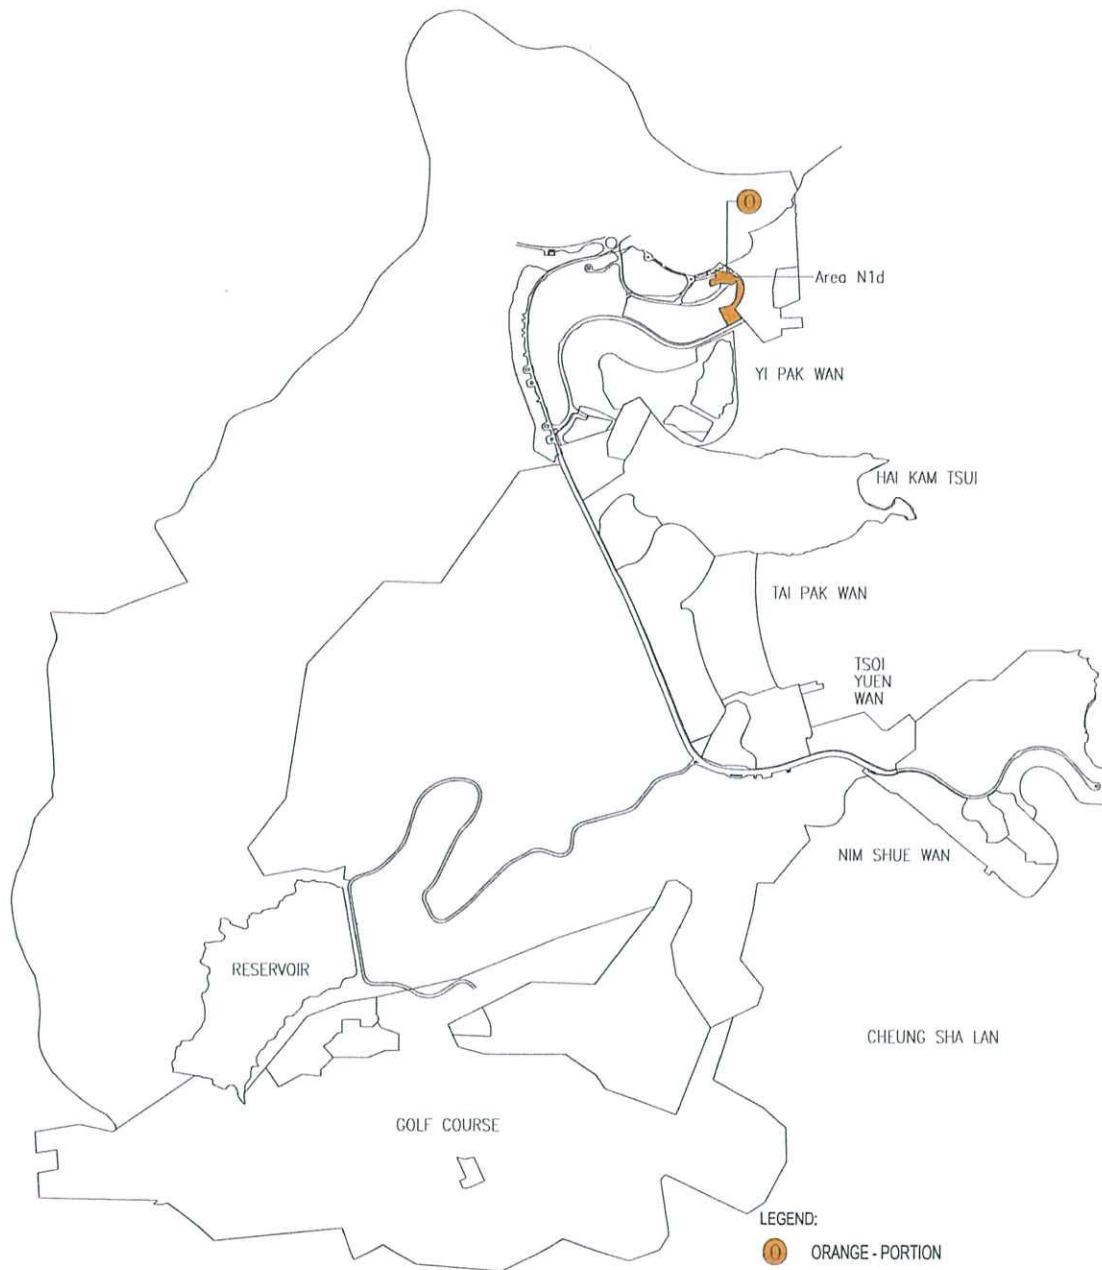 O
Area N1d
YI PAK WAN
HAI KAM TSUI
TAI PAK WAN
TSOI
YUEN
WAN
NIM SHUE WAN
RESERVOIR
CHEUNG SHA LAN
GOLF COURSE
LEGEND:
O ORANGE - PORTION